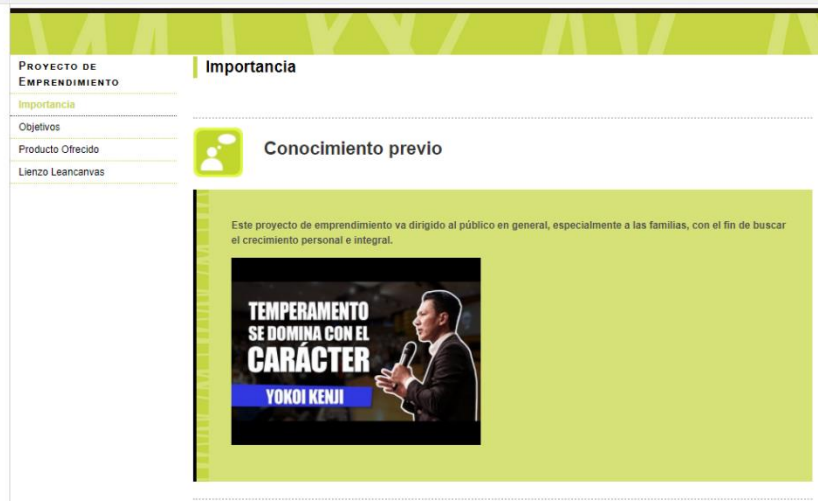 PROYECTO DE
EMPRENDIMIENTO
Importancia
Objetivos
Producto Ofrecido
Lienzo Leancanvas
Importancia
Conocimiento previo
Este proyecto de emprendimiento va dirigido al público en general, especialmente a las familias, con el fin de buscar
el crecimiento personal e integral.
TEMPERAMENTO
SE DOMINA CON EL
CARÁCTER
YOKOI KENJI